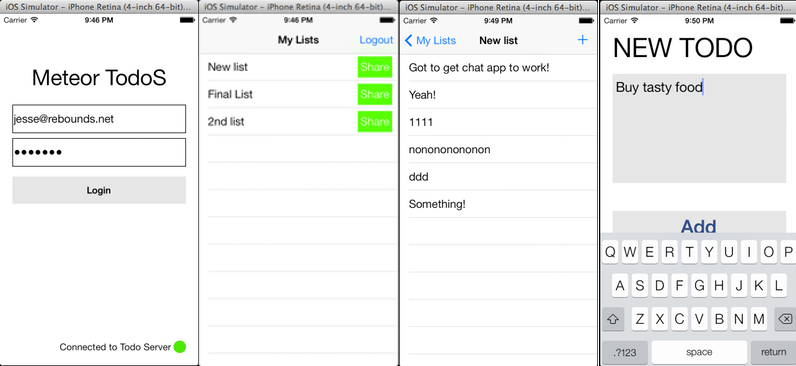 iOS Simulator – iPhone Retina (4-inch 64-bit)...
Carrier 9:46 PM
Meteor TodoS
jesse@rebounds.net
•••••••
Login
Connected to Todo Server
iOS Simulator – iPhone Retina (4-inch 64-bit)...
Carrier 9:46 PM
My Lists Logout
New list Share
Final List Share
2nd list Share
iOS Simulator – iPhone Retina (4-inch 64-bit)...
Carrier 9:49 PM
My Lists New list +
Got to get chat app to work!
Yeah!
1111
nononononono​non
ddd
Something!
iOS Simulator – iPhone Retina (4-inch 64-bit)...
Carrier 9:50 PM
NEW TODO
Buy tasty food
Add
Q W E R T Y U I O P
A S D F G H J K L
Z X C V B N M
.?123 space return